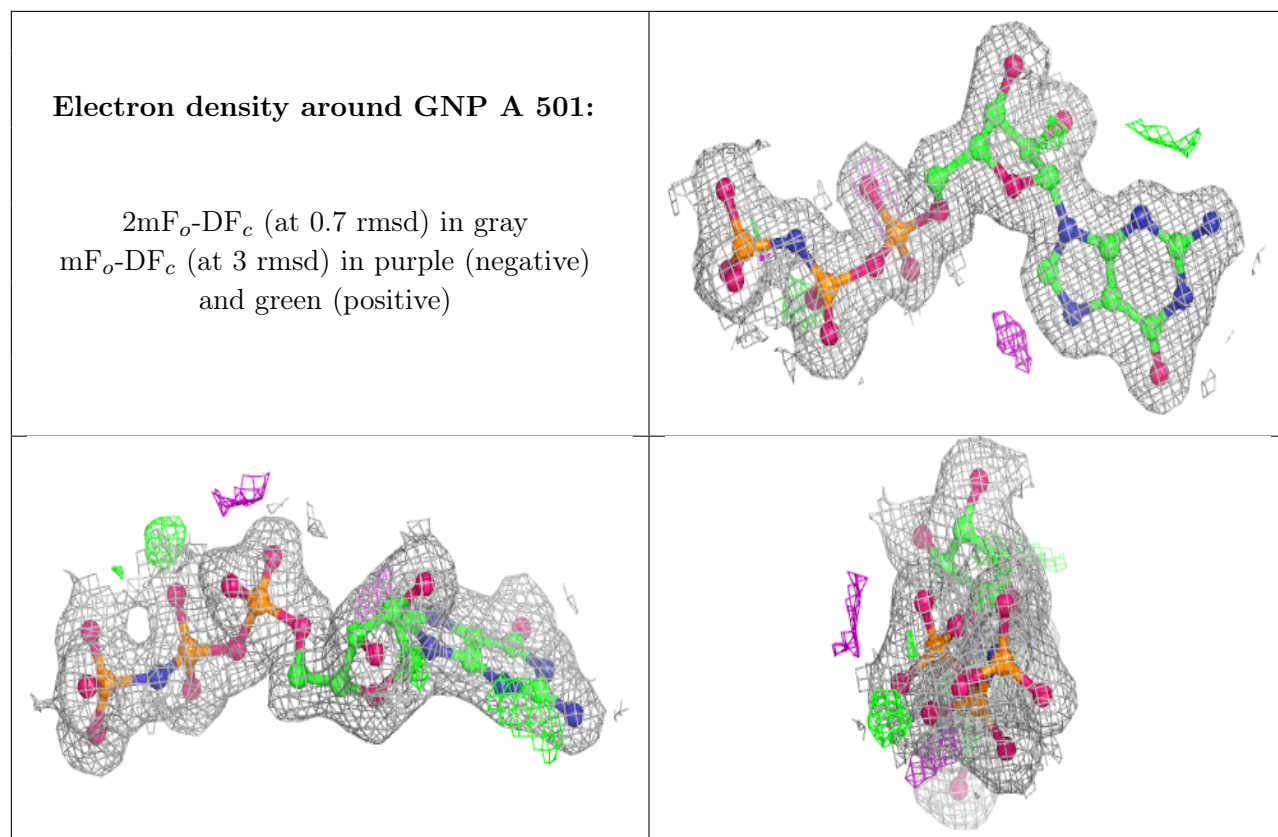 Electron density around GNP A 501:
2mFo-DFc (at 0.7 rmsd) in gray
mFo-DFc (at 3 rmsd) in purple (negative)
and green (positive)